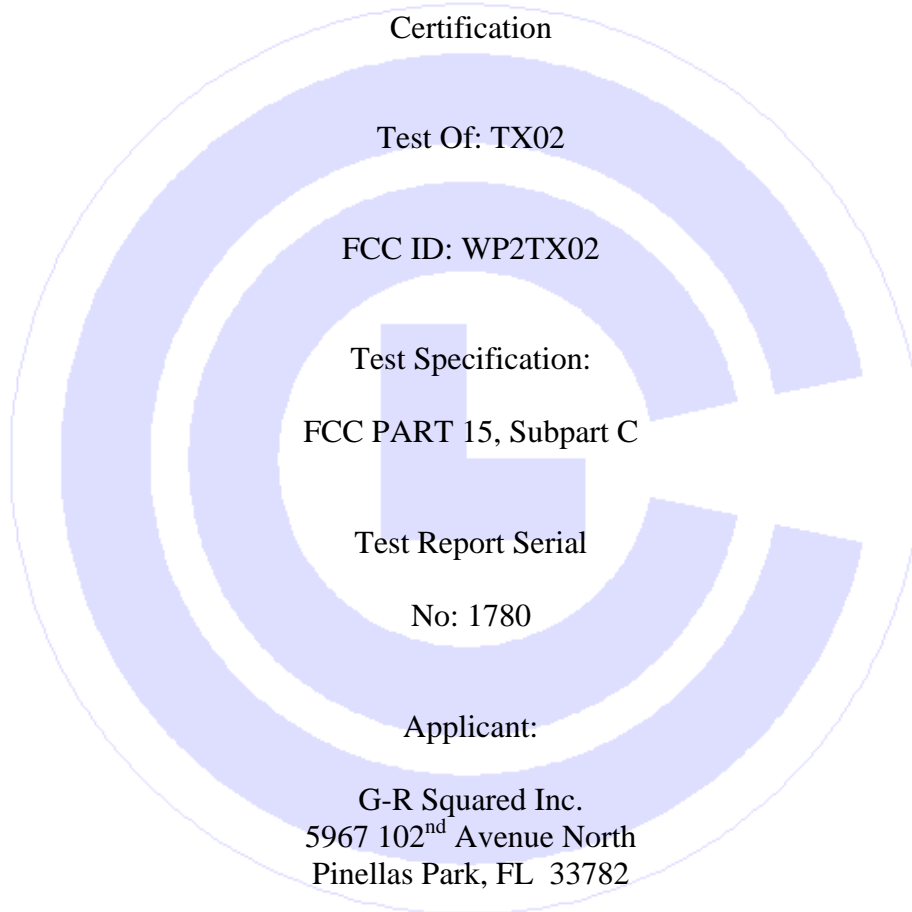 Certification
Test Of: TX02
FCC ID: WP2TX02
Test Specification:
FCC PART 15, Subpart C
Test Report Serial
No: 1780
Applicant:
G-R Squared Inc.
5967 102nd Avenue North
Pinellas Park, FL  33782